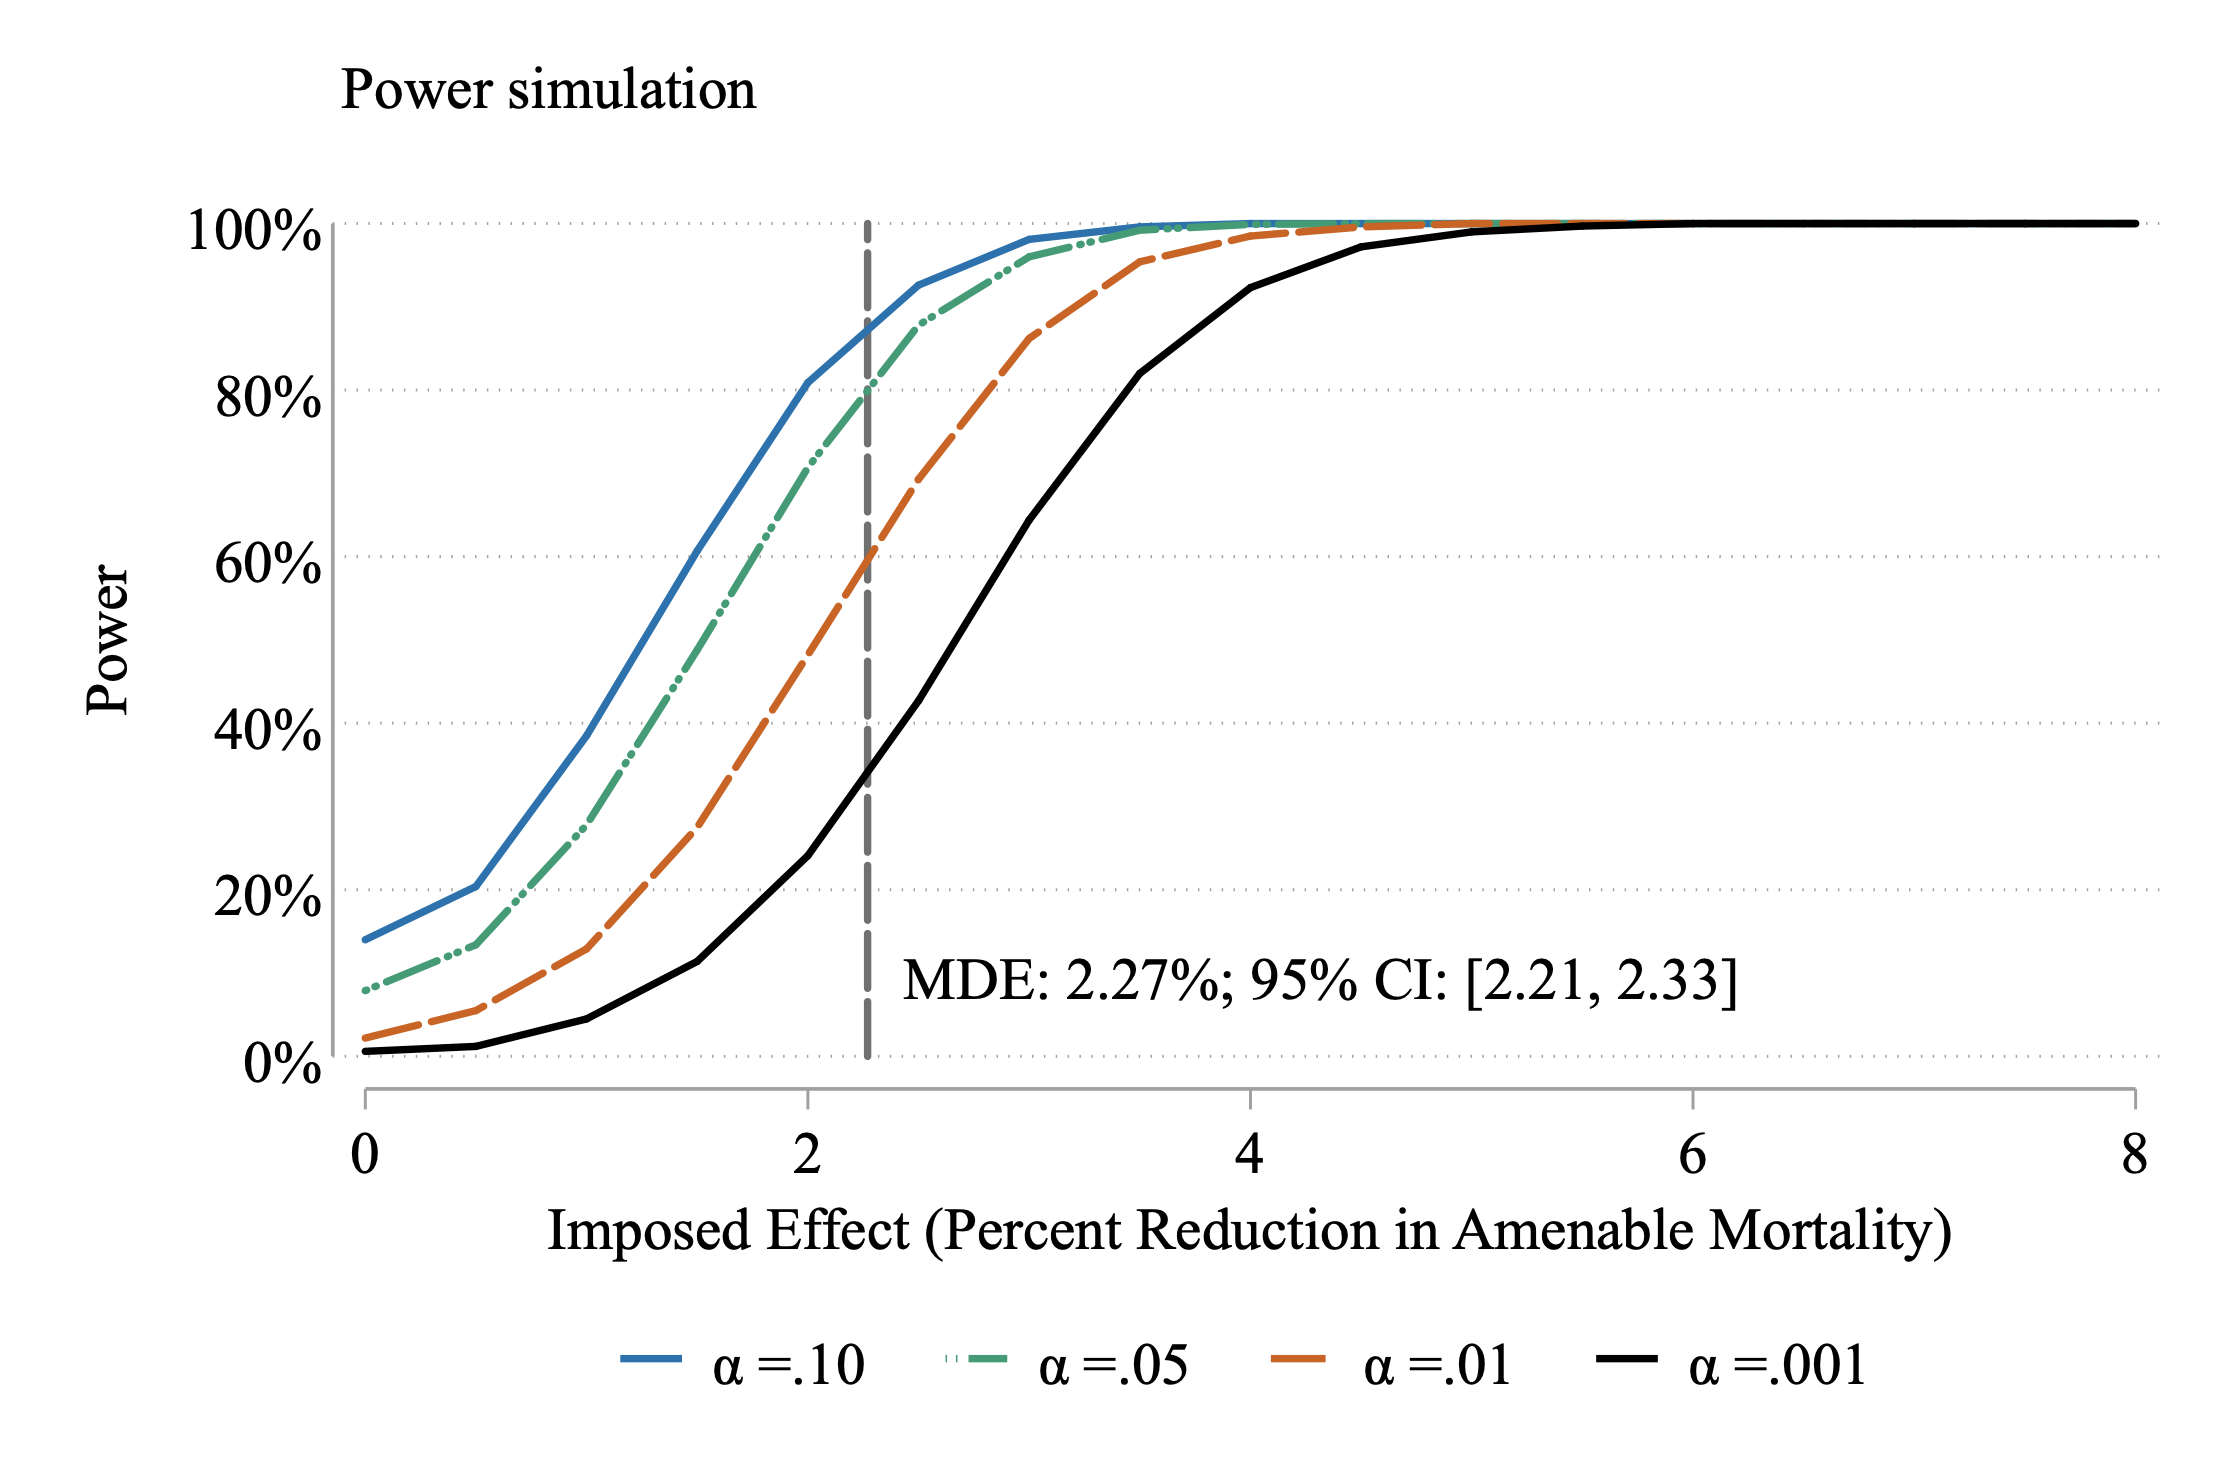 Power simulation
100%
80%
60%
40%
20%
0%
Power
MDE: 2.27%; 95% CI: [2.21, 2.33]
0 2 4 6 8
Imposed Effect (Percent Reduction in Amenable Mortality)
α =.10 α =.05 α =.01 α =.001